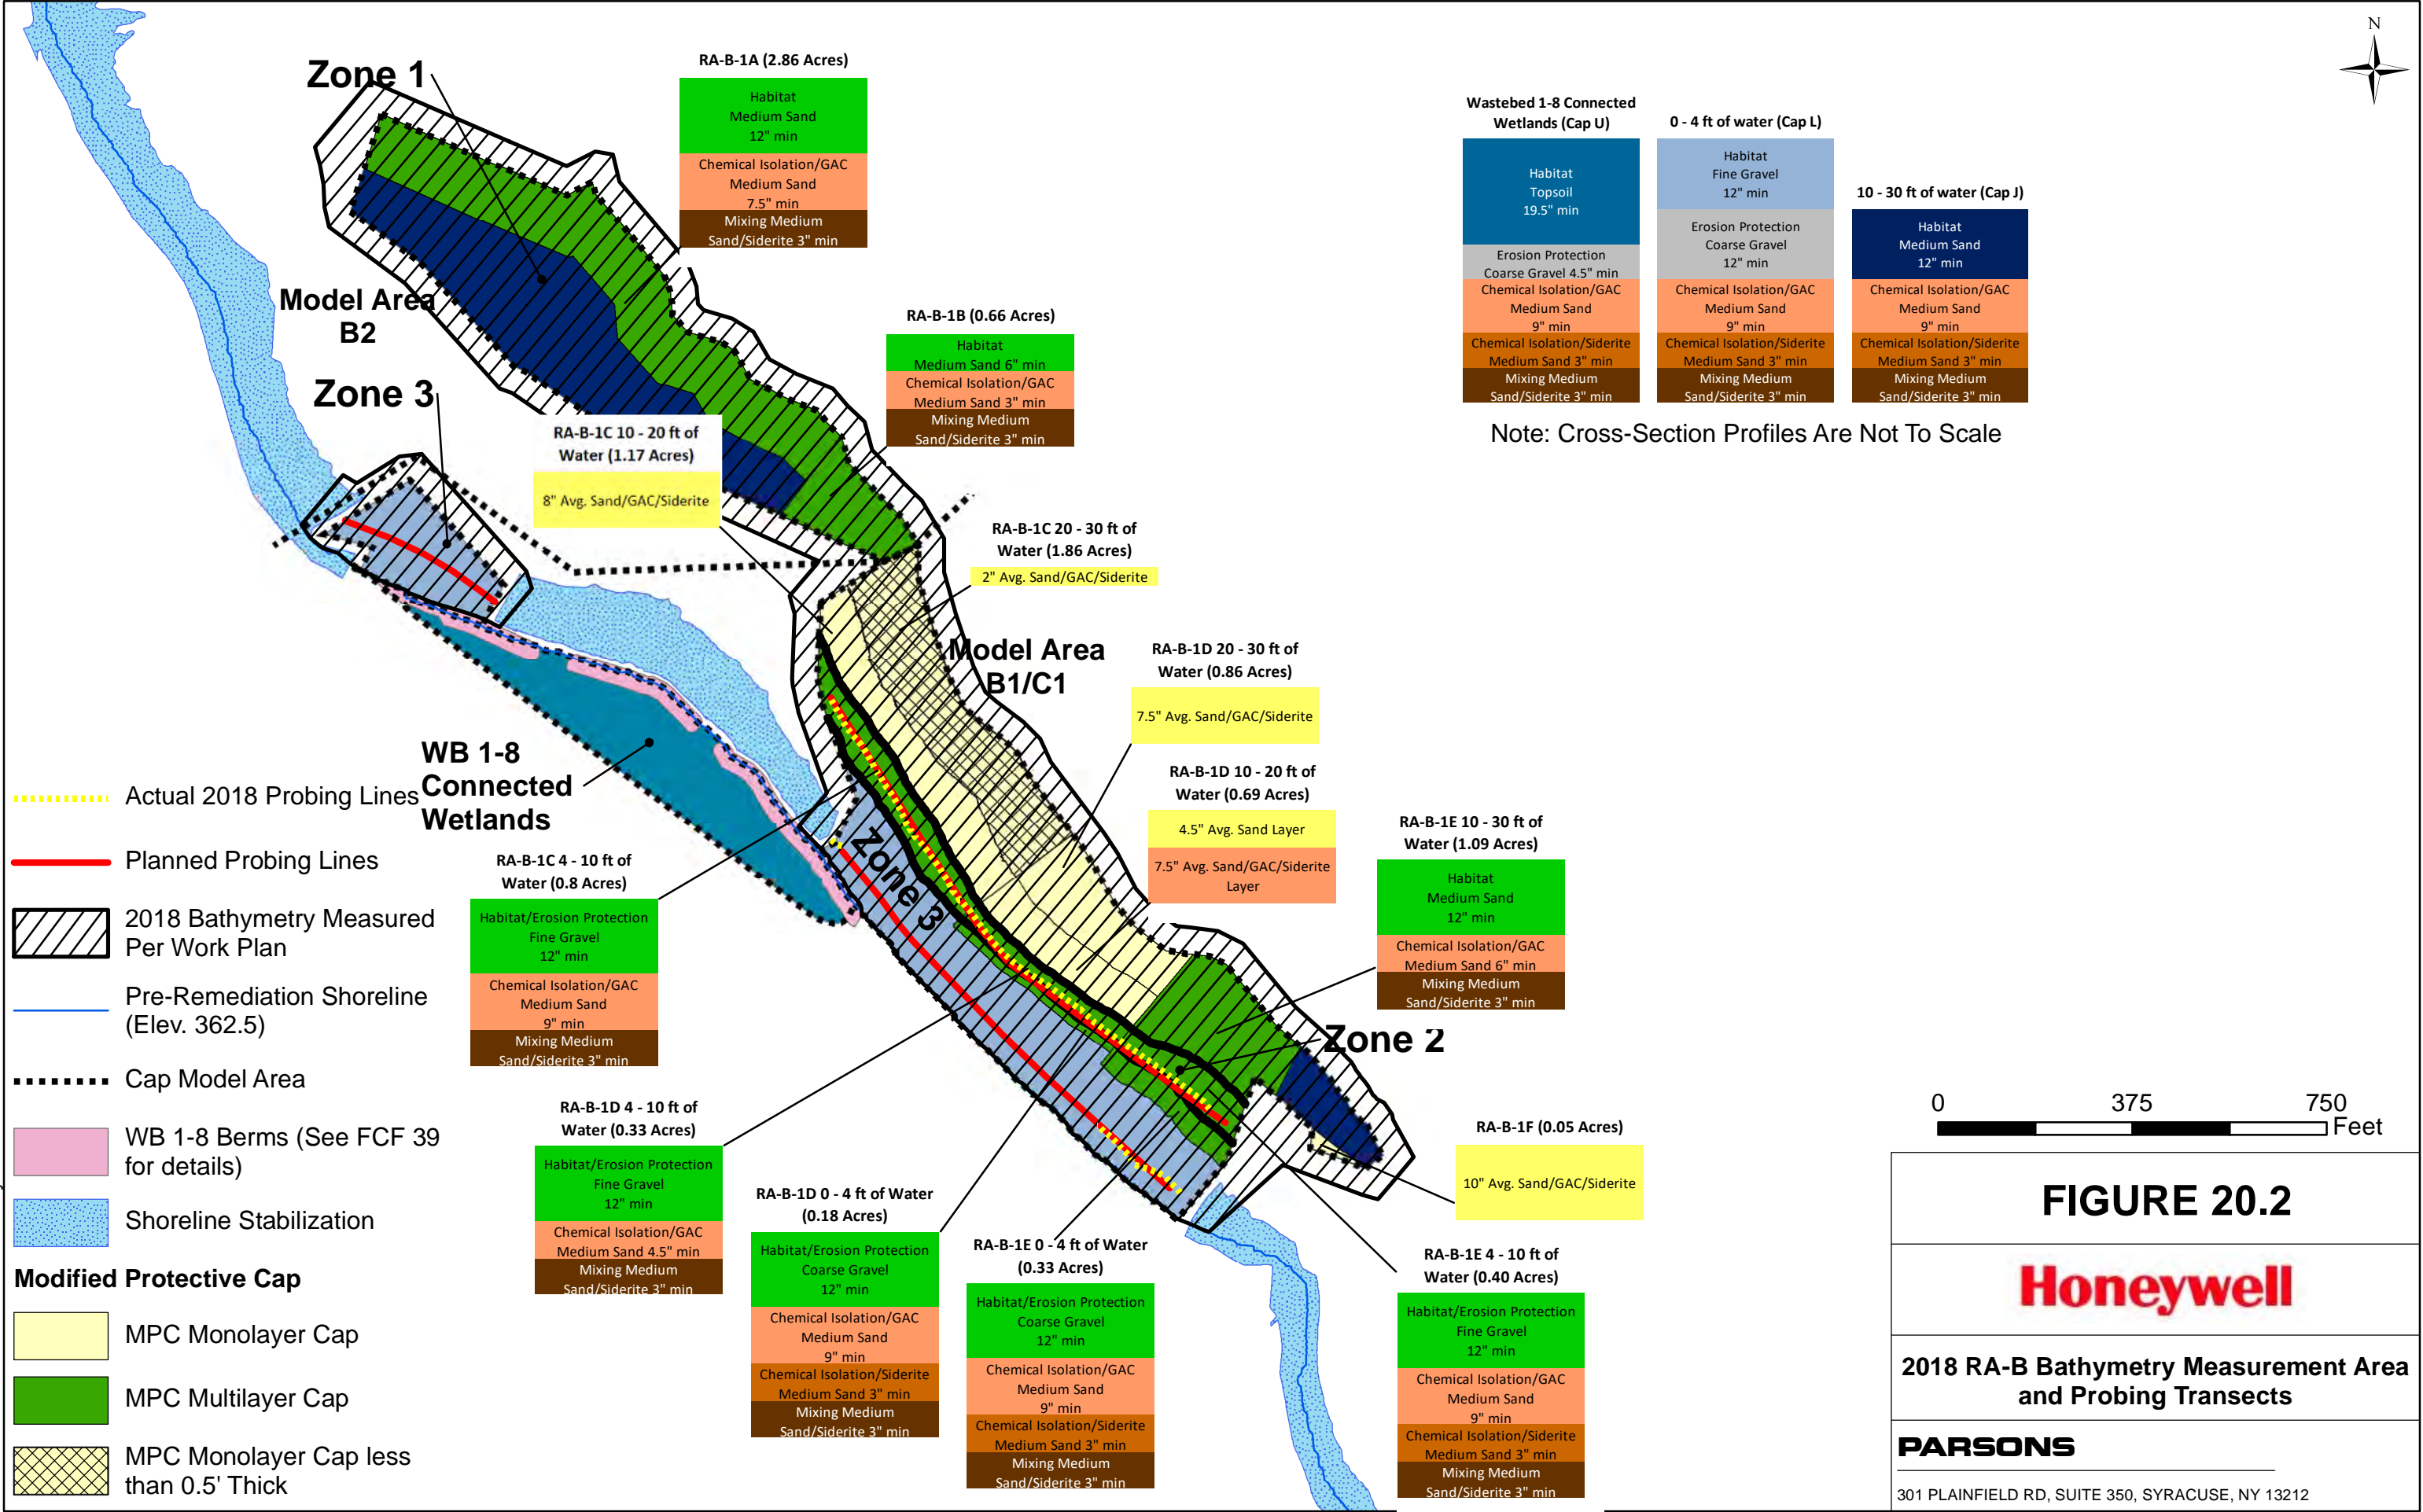 N
Zone 1
RA-B-1A (2.86 Acres)
Habitat
Medium Sand
12" min
Chemical Isolation/GAC
Medium Sand
7.5" min
Mixing Medium
Sand/Siderite 3" min
Wastebed 1-8 Connected
Wetlands (Cap U)
Habitat
Topsoil
19.5" min
Erosion Protection
Coarse Gravel 4.5" min
Chemical Isolation/GAC
Medium Sand
9" min
Chemical Isolation/Siderite
Medium Sand 3" min
Mixing Medium
Sand/Siderite 3" min
0 - 4 ft of water (Cap L)
Habitat
Fine Gravel
12" min
Erosion Protection
Coarse Gravel
12" min
Chemical Isolation/GAC
Medium Sand
9" min
Chemical Isolation/Siderite
Medium Sand 3" min
Mixing Medium
Sand/Siderite 3" min
10 - 30 ft of water (Cap J)
Habitat
Medium Sand
12" min
Chemical Isolation/GAC
Medium Sand
9" min
Chemical Isolation/Siderite
Medium Sand 3" min
Mixing Medium
Sand/Siderite 3" min
Note: Cross-Section Profiles Are Not To Scale
Model Area
B2
RA-B-1B (0.66 Acres)
Habitat
Medium Sand 6" min
Chemical Isolation/GAC
Medium Sand 3" min
Mixing Medium
Sand/Siderite 3" min
Zone 3
RA-B-1C 10 - 20 ft of
Water (1.17 Acres)
8" Avg. Sand/GAC/Siderite
RA-B-1C 20 - 30 ft of
Water (1.86 Acres)
2" Avg. Sand/GAC/Siderite
Model Area
B1/C1
RA-B-1D 20 - 30 ft of
Water (0.86 Acres)
7.5" Avg. Sand/GAC/Siderite
RA-B-1D 10 - 20 ft of
Water (0.69 Acres)
4.5" Avg. Sand Layer
7.5" Avg. Sand/GAC/Siderite
Layer
RA-B-1E 10 - 30 ft of
Water (1.09 Acres)
Habitat
Medium Sand
12" min
Chemical Isolation/GAC
Medium Sand 6" min
Mixing Medium
Sand/Siderite 3" min
WB 1-8
Connected
Wetlands
Zone 3
Zone 2
RA-B-1C 4 - 10 ft of
Water (0.8 Acres)
Habitat/Erosion Protection
Fine Gravel
12" min
Chemical Isolation/GAC
Medium Sand
9" min
Mixing Medium
Sand/Siderite 3" min
RA-B-1D 4 - 10 ft of
Water (0.33 Acres)
Habitat/Erosion Protection
Fine Gravel
12" min
Chemical Isolation/GAC
Medium Sand 4.5" min
Mixing Medium
Sand/Siderite 3" min
RA-B-1D 0 - 4 ft of Water
(0.18 Acres)
Habitat/Erosion Protection
Coarse Gravel
12" min
Chemical Isolation/GAC
Medium Sand
9" min
Chemical Isolation/Siderite
Medium Sand 3" min
Mixing Medium
Sand/Siderite 3" min
RA-B-1E 0 - 4 ft of Water
(0.33 Acres)
Habitat/Erosion Protection
Coarse Gravel
12" min
Chemical Isolation/GAC
Medium Sand
9" min
Chemical Isolation/Siderite
Medium Sand 3" min
Mixing Medium
Sand/Siderite 3" min
RA-B-1F (0.05 Acres)
10" Avg. Sand/GAC/Siderite
RA-B-1E 4 - 10 ft of
Water (0.40 Acres)
Habitat/Erosion Protection
Fine Gravel
12" min
Chemical Isolation/GAC
Medium Sand
9" min
Chemical Isolation/Siderite
Medium Sand 3" min
Mixing Medium
Sand/Siderite 3" min
Actual 2018 Probing Lines
Planned Probing Lines
2018 Bathymetry Measured
Per Work Plan
Pre-Remediation Shoreline
(Elev. 362.5)
Cap Model Area
WB 1-8 Berms (See FCF 39
for details)
Shoreline Stabilization
Modified Protective Cap
MPC Monolayer Cap
MPC Multilayer Cap
MPC Monolayer Cap less
than 0.5' Thick
0 375 750
Feet
FIGURE 20.2
Honeywell
2018 RA-B Bathymetry Measurement Area
and Probing Transects
PARSONS
301 PLAINFIELD RD, SUITE 350, SYRACUSE, NY 13212